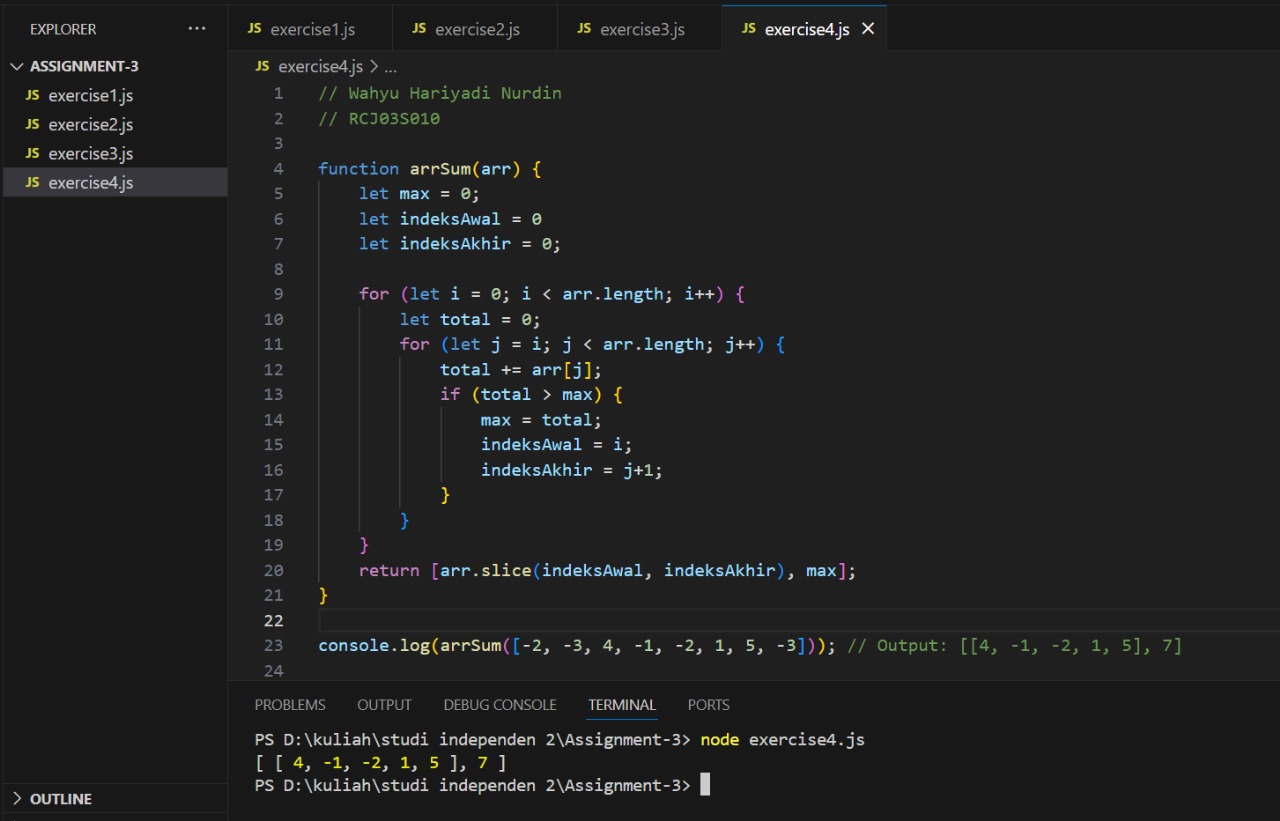 EXPLORER ...
ASSIGNMENT-3
JS exercise1.js
JS exercise2.js
JS exercise3.js
JS exercise4.js
OUTLINE
JS exercise1.js JS exercise2.js JS exercise3.js JS exercise4.js ×
JS exercise4.js > ...
1 // Wahyu Hariyadi Nurdin
2 // RCJ03S010
3
4 function arrSum(arr) {
5     let max = 0;
6     let indeksAwal = 0
7     let indeksAkhir = 0;
8
9     for (let i = 0; i < arr.length; i++) {
10         let total = 0;
11         for (let j = i; j < arr.length; j++) {
12             total += arr[j];
13             if (total > max) {
14                 max = total;
15                 indeksAwal = i;
16                 indeksAkhir = j+1;
17             }
18         }
19     }
20     return [arr.slice(indeksAwal, indeksAkhir), max];
21 }
22
23 console.log(arrSum([-2, -3, 4, -1, -2, 1, 5, -3])); // Output: [[4, -1, -2, 1, 5], 7]
24
PROBLEMS OUTPUT DEBUG CONSOLE TERMINAL PORTS
PS D:\kuliah\studi independen 2\Assignment-3> node exercise4.js
[ [ 4, -1, -2, 1, 5 ], 7 ]
PS D:\kuliah\studi independen 2\Assignment-3>